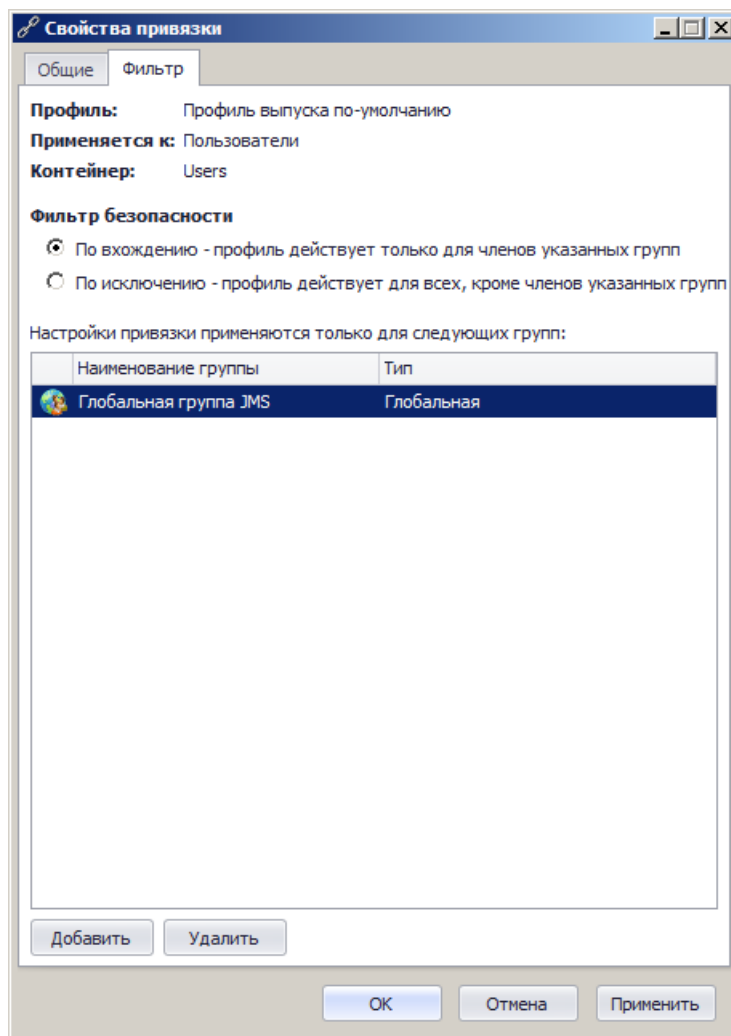 Свойства привязки
Общие Фильтр
Профиль: Профиль выпуска по-умолчанию
Применяется к: Пользователи
Контейнер: Users
Фильтр безопасности
По вхождению - профиль действует только для членов указанных групп
По исключению - профиль действует для всех, кроме членов указанных групп
Настройки привязки применяются только для следующих групп:
Наименование группы Тип
Глобальная группа JMS Глобальная
Добавить Удалить
OK Отмена Применить